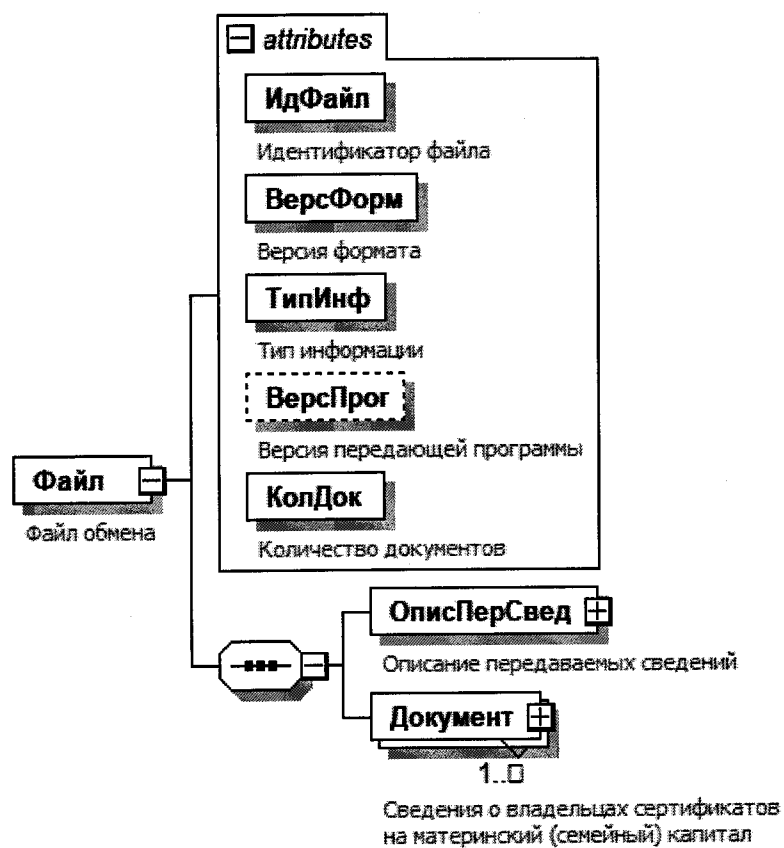 attributes
ИдФайл
Идентификатор файла
ВерсФорм
Версия формата
ТипИнф
Тип информации
ВерсПрог
Версия передающей программы
КолДок
Количество документов
Файл
Файл обмена
ОписПерСвед
Описание передаваемых сведений
Документ
1..□
Сведения о владельцах сертификатов
на материнский (семейный) капитал